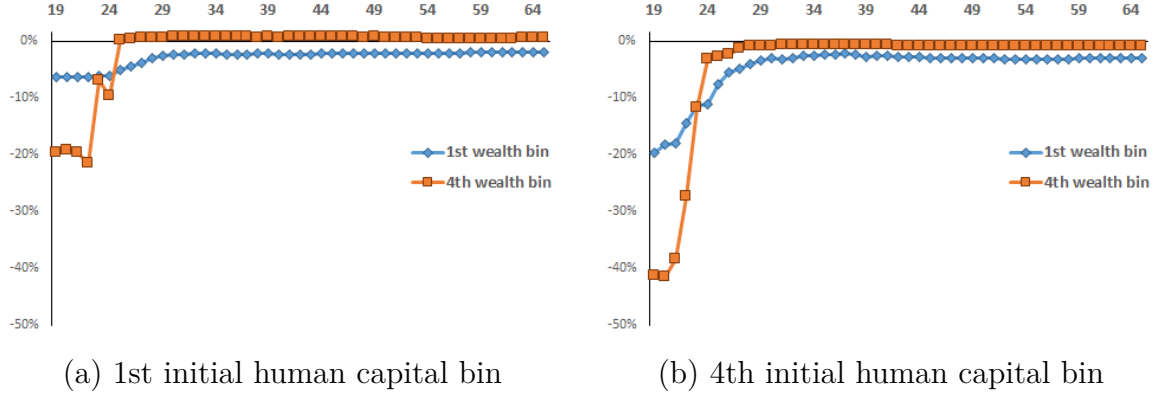 19 24 29 34 39 44 49 54 59 64
0%
-10%
-20%
-30%
-40%
-50%
1st wealth bin
4th wealth bin
(a) 1st initial human capital bin
19 24 29 34 39 44 49 54 59 64
0%
-10%
-20%
-30%
-40%
-50%
1st wealth bin
4th wealth bin
(b) 4th initial human capital bin